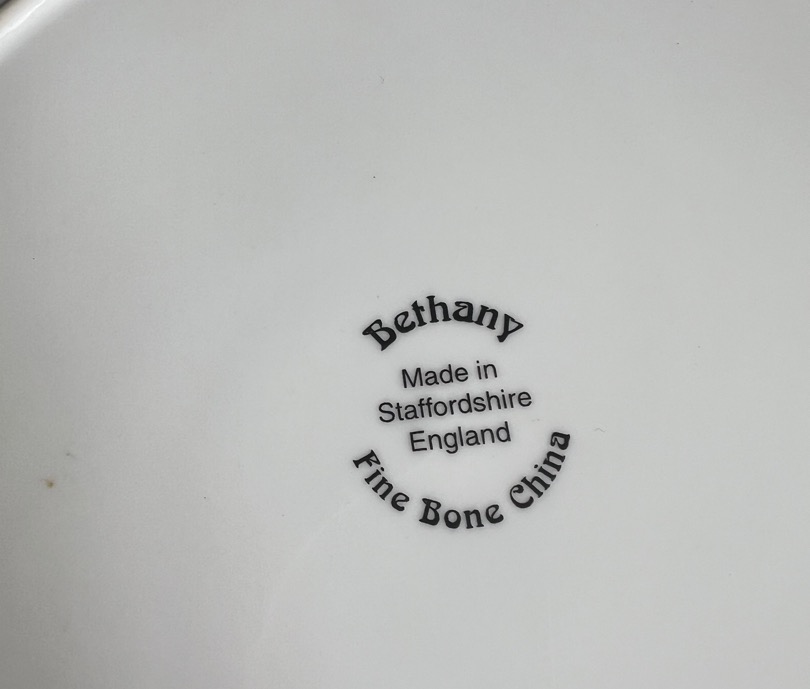 Bethany
Made in
Staffordshire
England
Fine Bone China